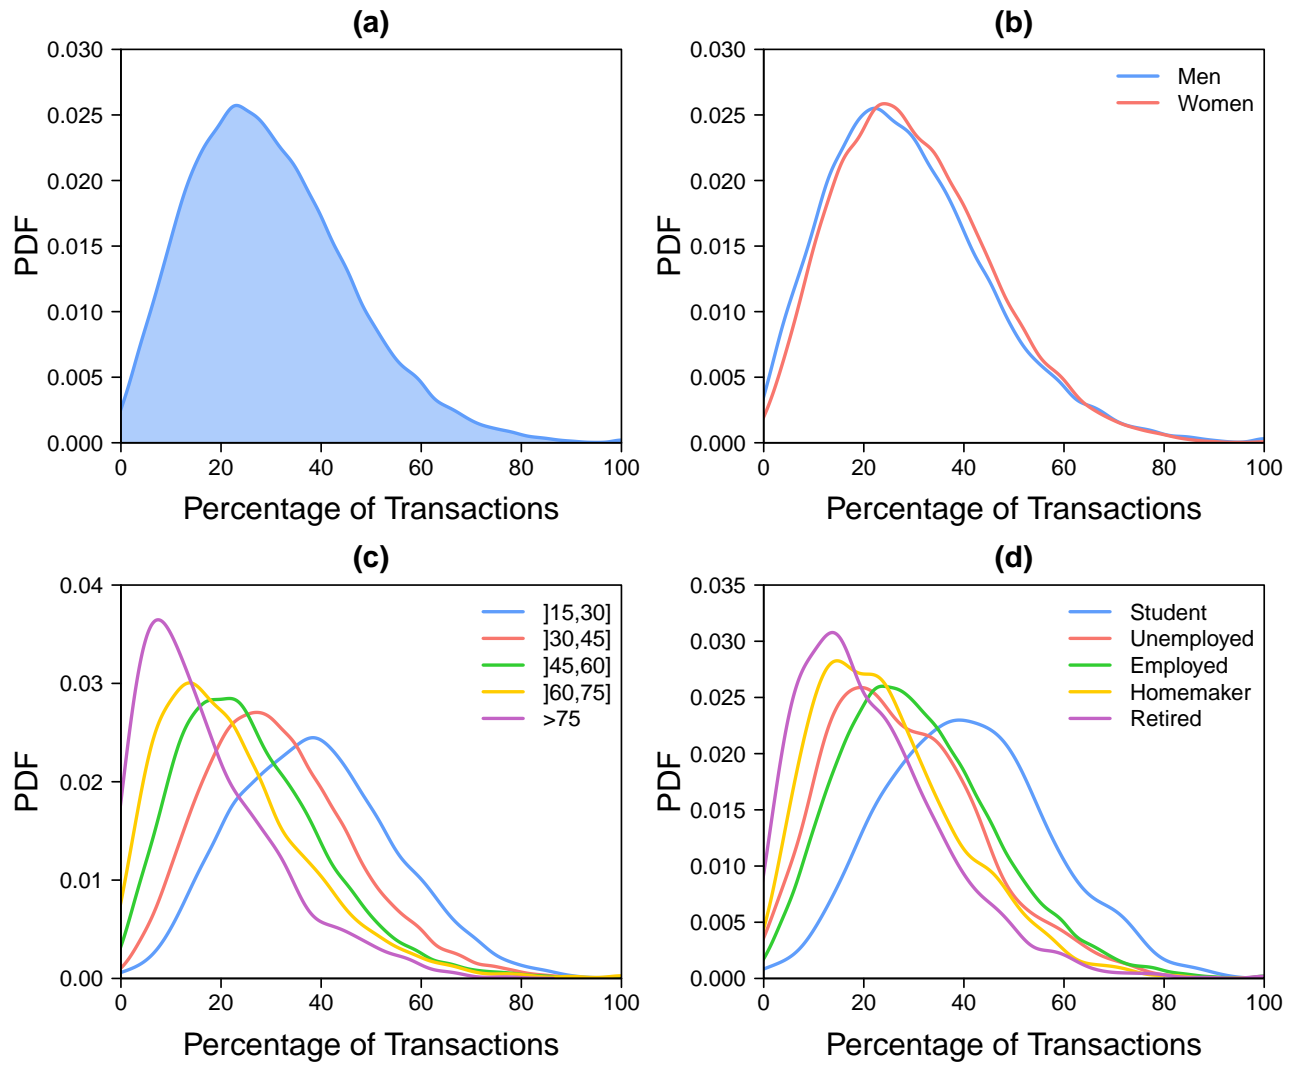 (a)
0.030
0.025
0.020
0.015
0.010
0.005
0.000
PDF
0 20 40 60 80 100
Percentage of Transactions
(b)
0.030
0.025
0.020
0.015
0.010
0.005
0.000
PDF
Men
Women
0 20 40 60 80 100
Percentage of Transactions
(c)
0.04
0.03
0.02
0.01
0.00
PDF
]15,30]
]30,45]
]45,60]
]60,75]
>75
0 20 40 60 80 100
Percentage of Transactions
(d)
0.035
0.030
0.025
0.020
0.015
0.010
0.005
0.000
PDF
Student
Unemployed
Employed
Homemaker
Retired
0 20 40 60 80 100
Percentage of Transactions